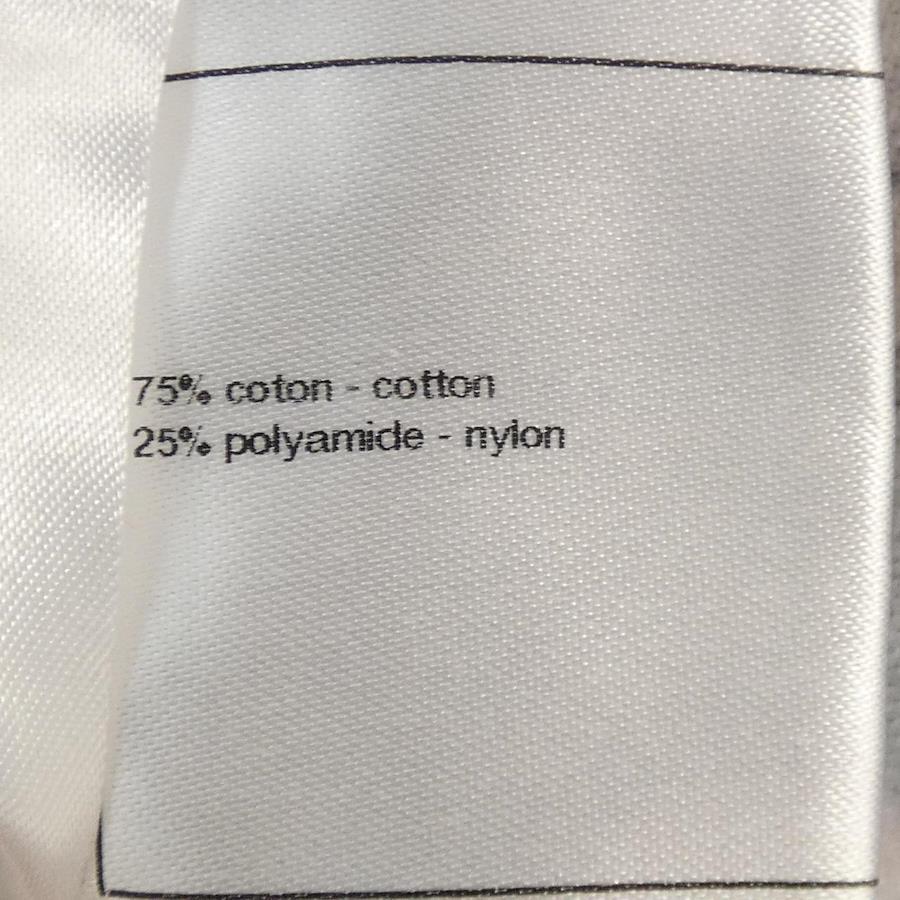 75% coton - cotton
25% polyamide - nylon